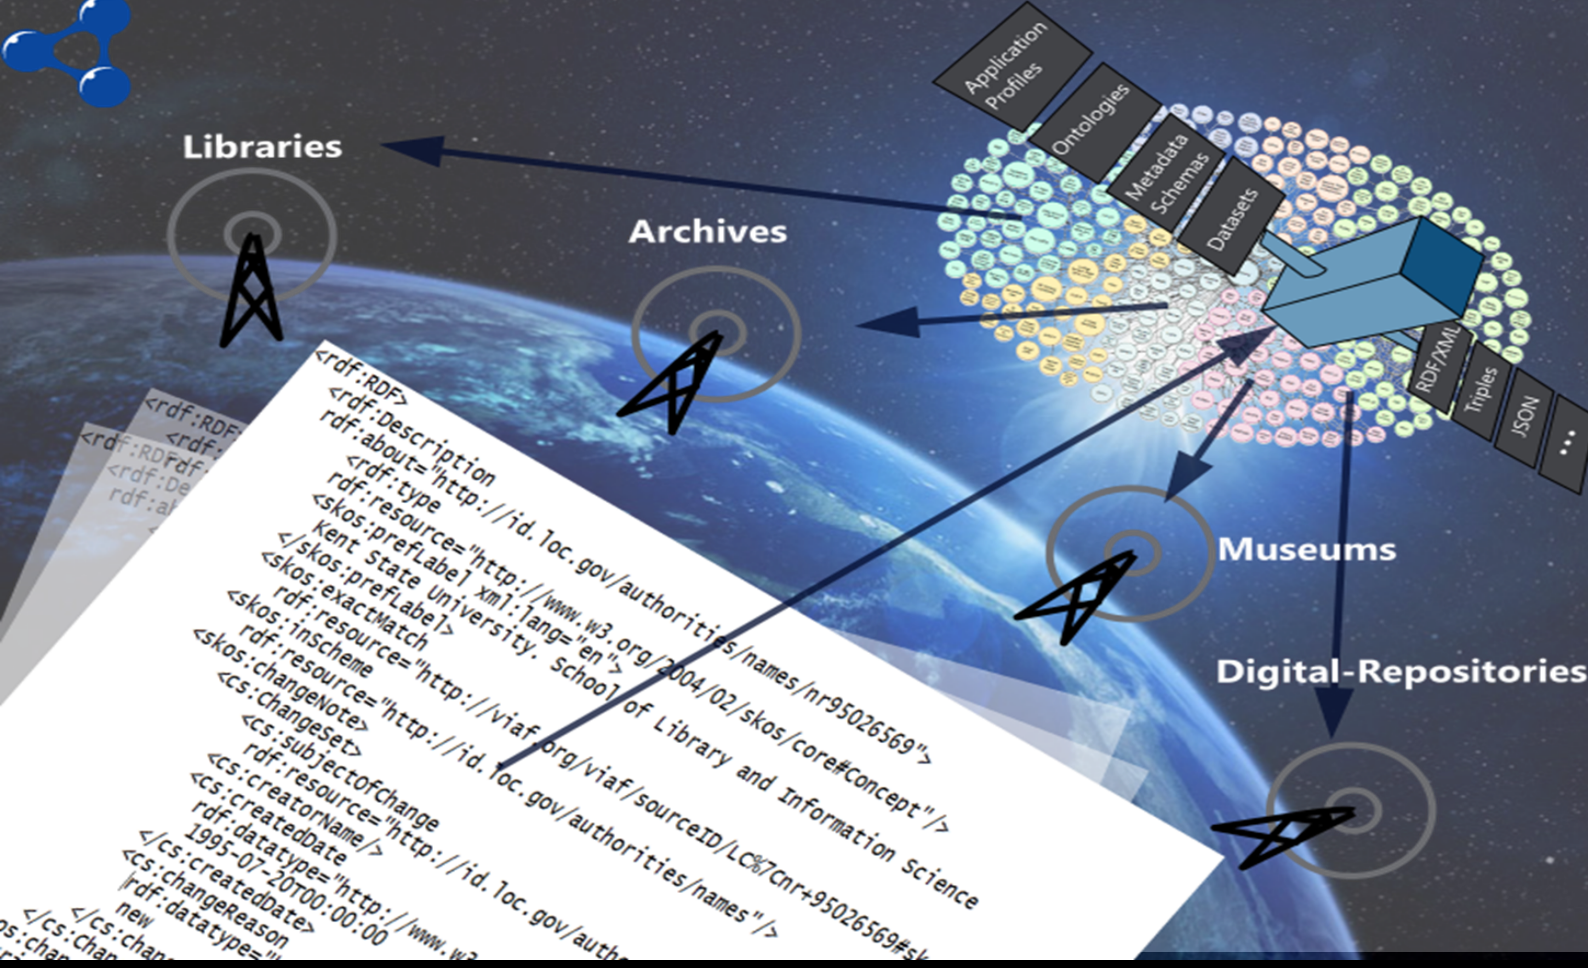 Application
Profiles
Ontologies
Metadata
Schemas
Datasets
RDF/XML
Triples
JSON
...
Libraries
Archives
Museums
Digital-Repositories
<rdf:RDF>
<rdf:Description
rdf:about="http://id.loc.gov/authorities/names/nr95026569">
<rdf:type
rdf:resource="http://www.w3.org/2004/02/skos/core#Concept"/>
<skos:prefLabel xml:lang="en">
Kent State University. School of Library and Information Science
</skos:prefLabel>
<skos:exactMatch
rdf:resource="http://viaf.org/viaf/sourceID/LC%7Cnr+95026569#sk
<skos:inScheme
rdf:resource="http://id.loc.gov/authorities/names"/>
<skos:changeNote>
<cs:ChangeSet>
<cs:subjectOfChange
rdf:resource="http://id.loc.gov/autho
<cs:creatorName/>
<cs:createdDate
rdf:datatype="http://www.w3
1995-07-20T00:00:00
</cs:createdDate>
<cs:changeReason
rdf:datatype="
new
</cs:chan
</cs:chan
<rdf:RDF
<rdf:
<rdf:RDF
<rdf:De
rdf:ab